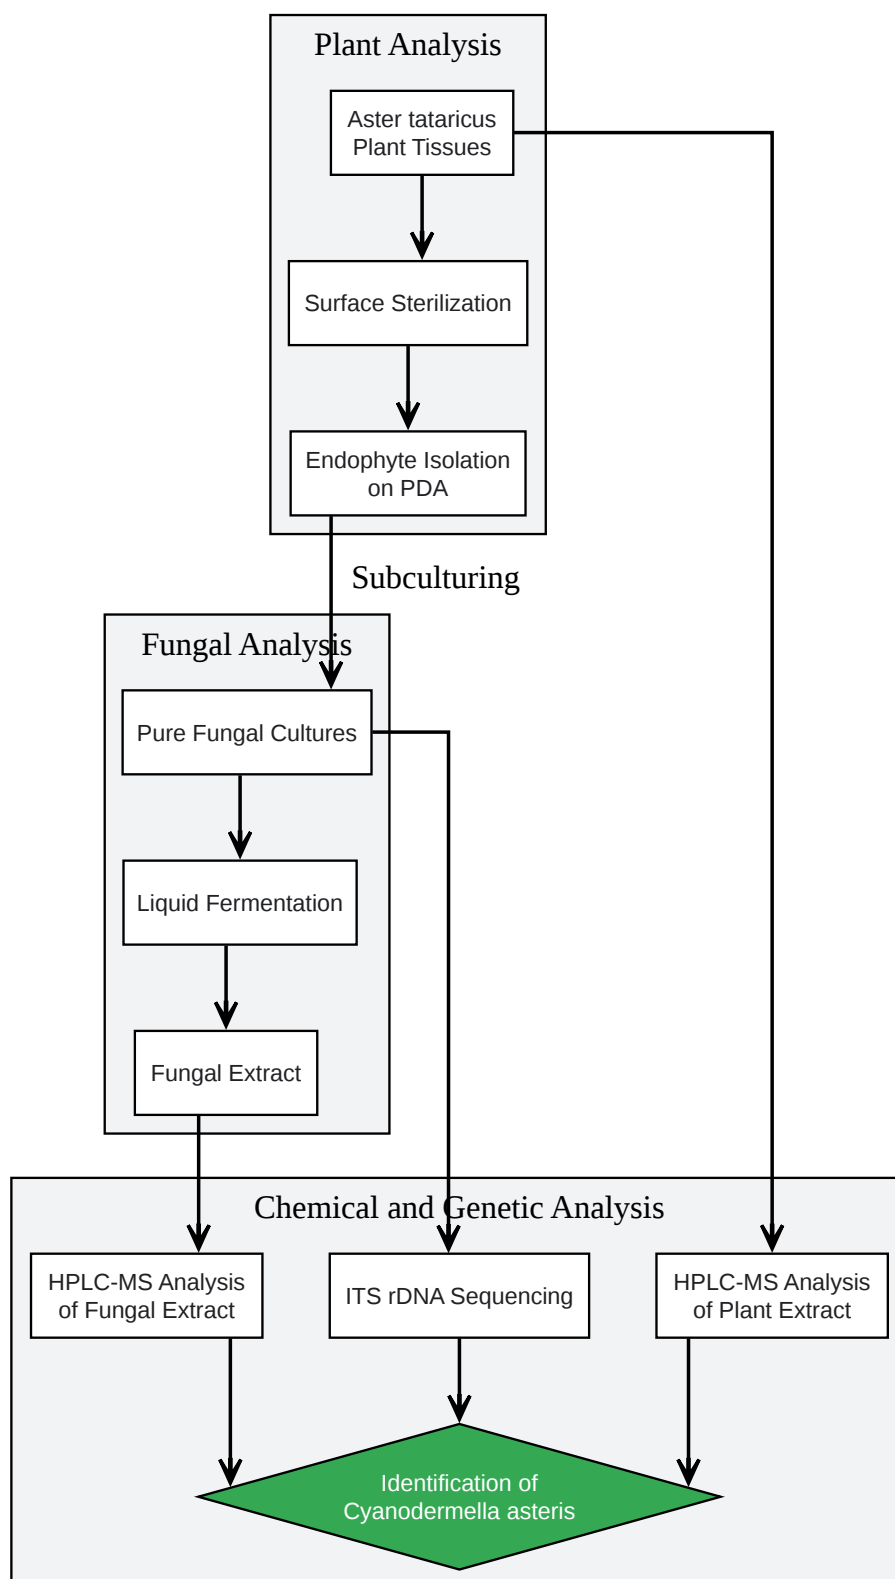 Plant Analysis
Aster tataricus
Plant Tissues
Surface Sterilization
Endophyte Isolation
on PDA
Subculturing
Fungal Analysis
Pure Fungal Cultures
Liquid Fermentation
Fungal Extract
Chemical and Genetic Analysis
HPLC-MS Analysis
of Fungal Extract
ITS rDNA Sequencing
HPLC-MS Analysis
of Plant Extract
Identification of
Cyanodermella asteris